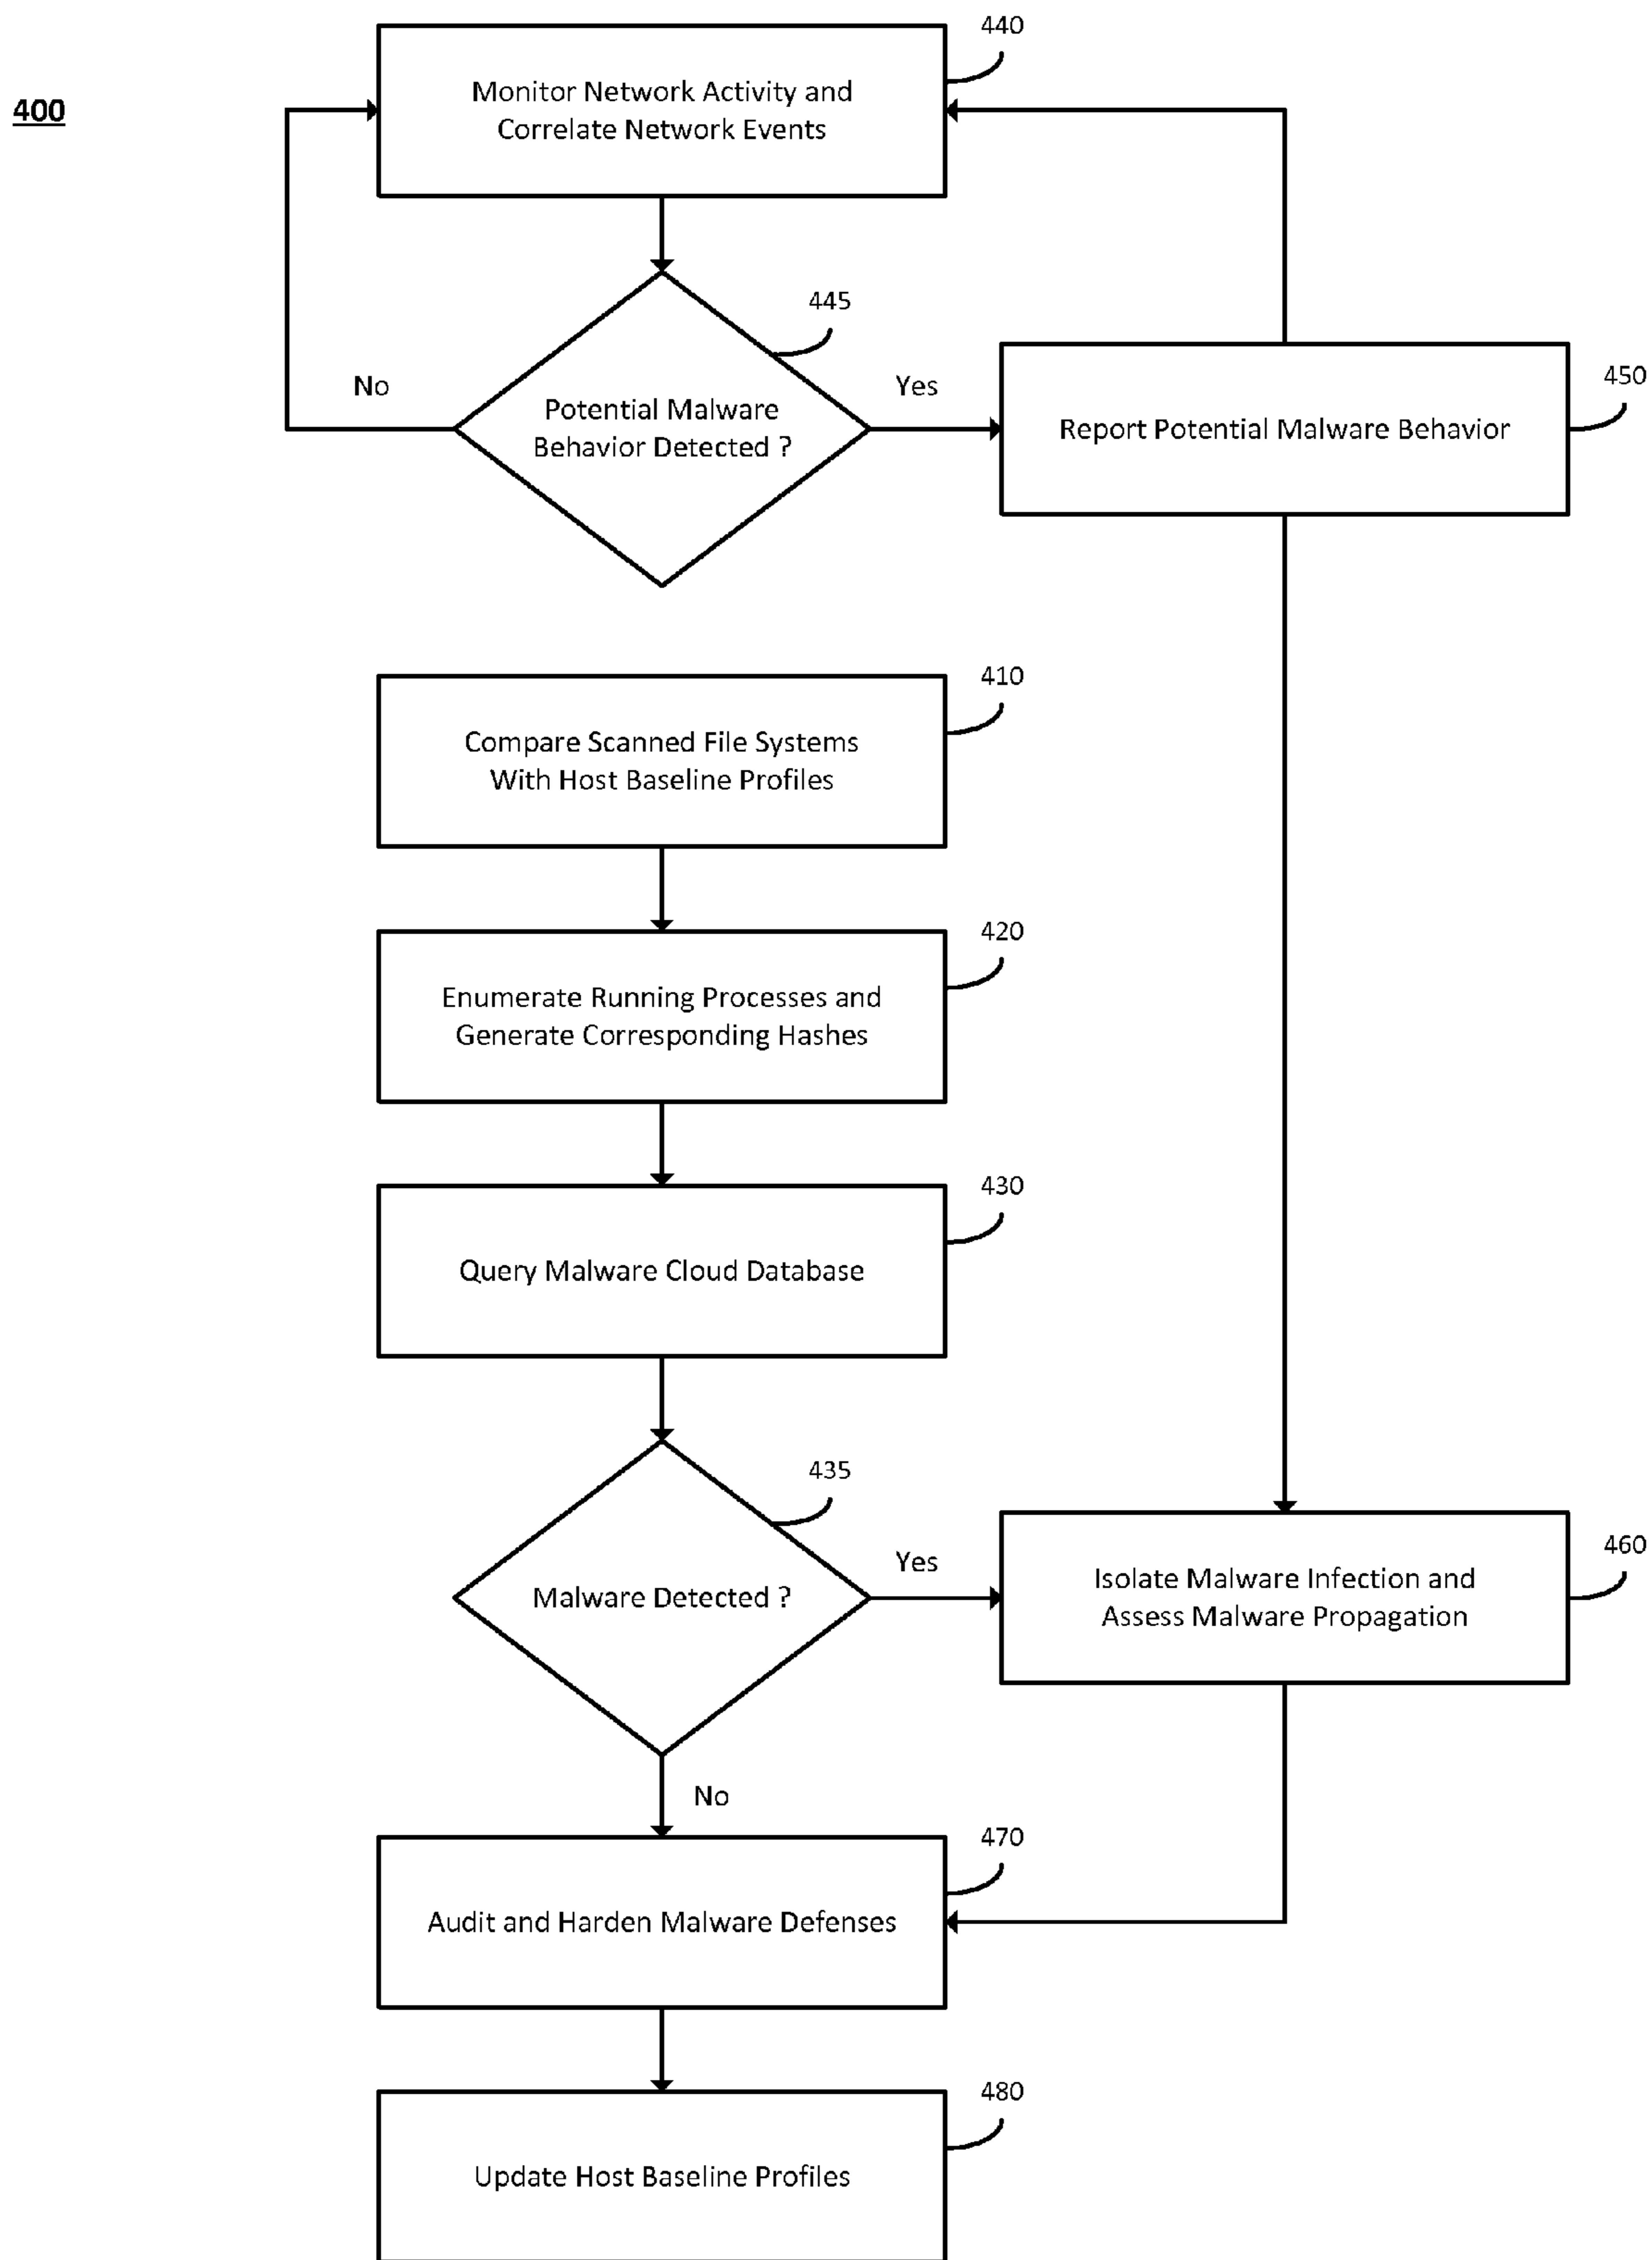 440
400
Monitor Network Activity and
Correlate Network Events
445
No
Yes
Potential Malware
Behavior Detected ?
450
Report Potential Malware Behavior
410
Compare Scanned File Systems
With Host Baseline Profiles
420
Enumerate Running Processes and
Generate Corresponding Hashes
430
Query Malware Cloud Database
435
Yes
Malware Detected ?
460
Isolate Malware Infection and
Assess Malware Propagation
No
470
Audit and Harden Malware Defenses
480
Update Host Baseline Profiles